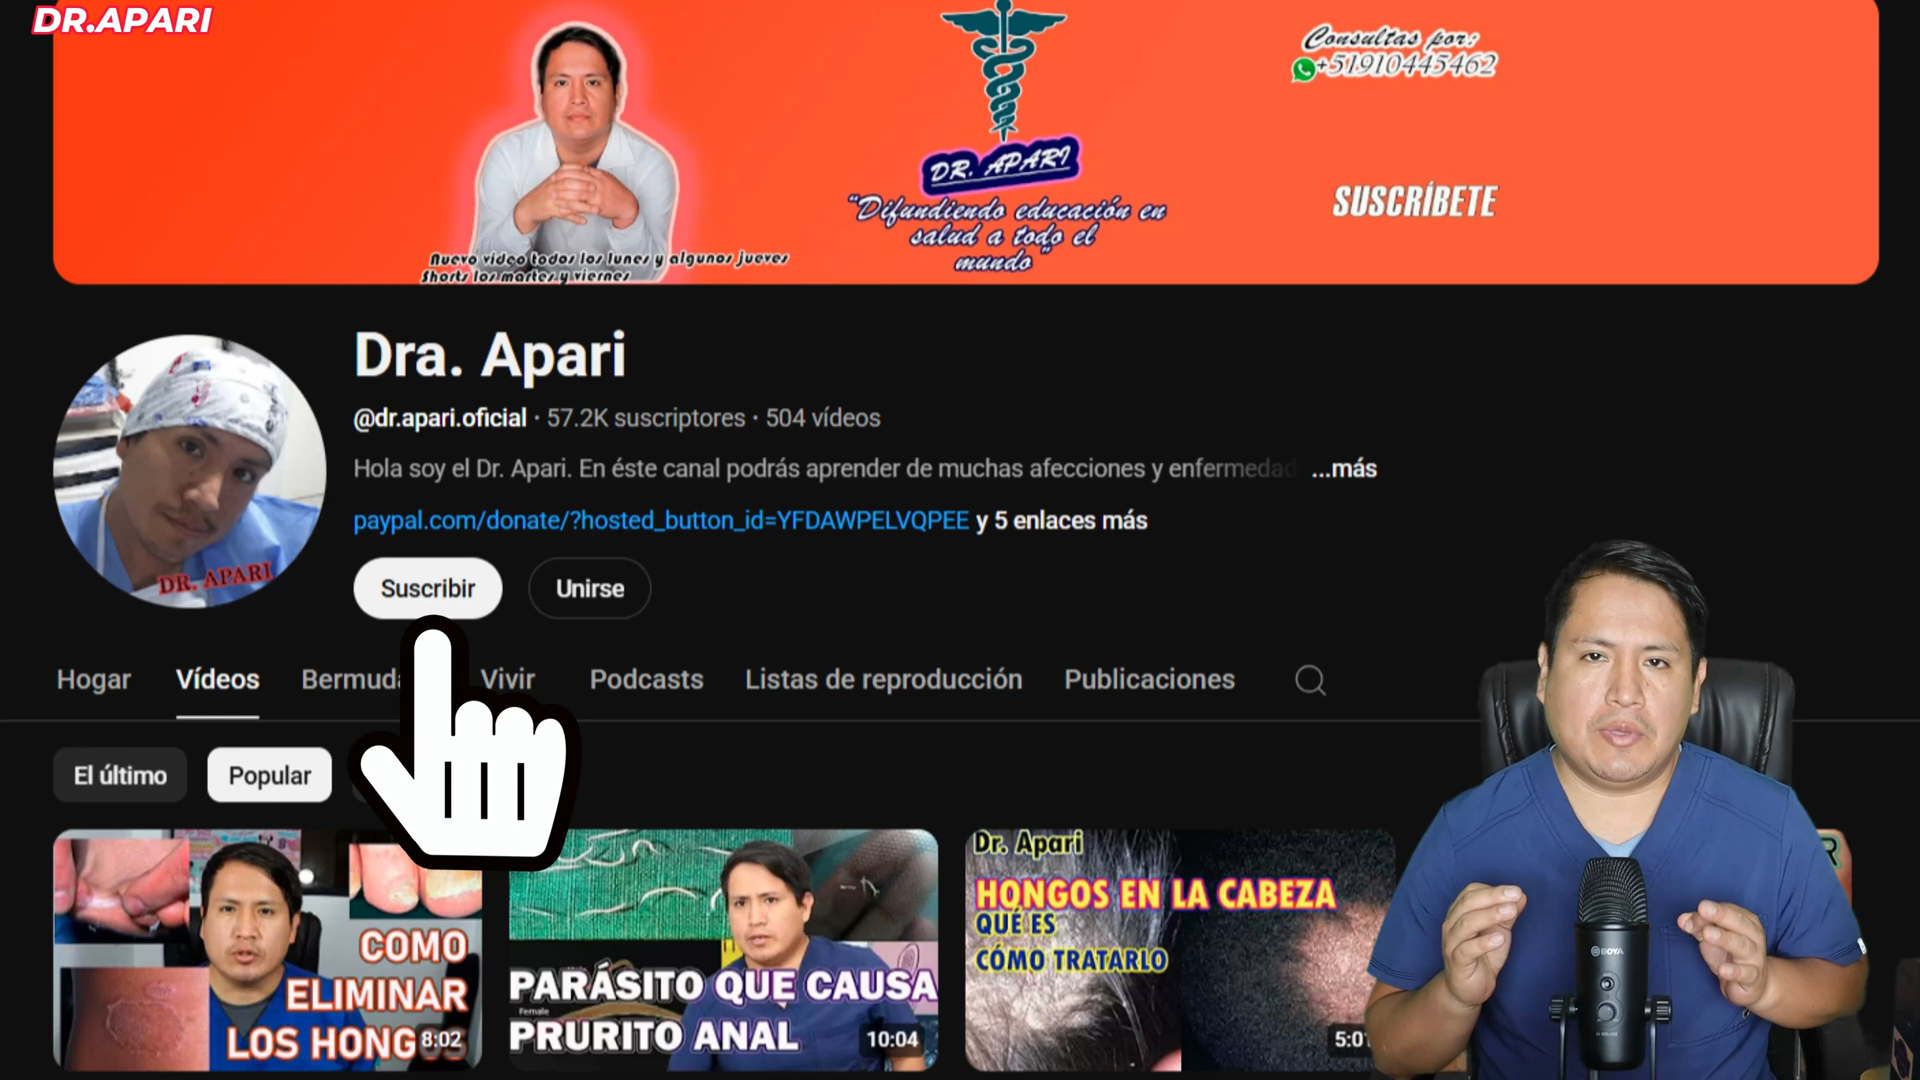 DR.APARI
Consultas por:
+51910445462
DR. APARI
"Difundiendo educación en
salud a todo el
mundo"
SUSCRÍBETE
Nuevo video todos los lunes y algunos jueves
Shorts los martes y viernes
Dra. Apari
@dr.apari.oficial · 57.2K suscriptores · 504 vídeos
Hola soy el Dr. Apari. En éste canal podrás aprender de muchas afecciones y enfermedad ...más
paypal.com/donate/?hosted_button_id=YFDAWPELVQPEE y 5 enlaces más
DR. APARI
Suscribir Unirse
Hogar Vídeos Bermuda Vivir Podcasts Listas de reproducción Publicaciones
El último Popular
COMO
ELIMINAR
LOS HONG
8:02
PARÁSITO QUE CAUSA
Female
PRURITO ANAL
10:04
Dr. Apari
HONGOS EN LA CABEZA
QUÉ ES
CÓMO TRATARLO
5:01
BOYA